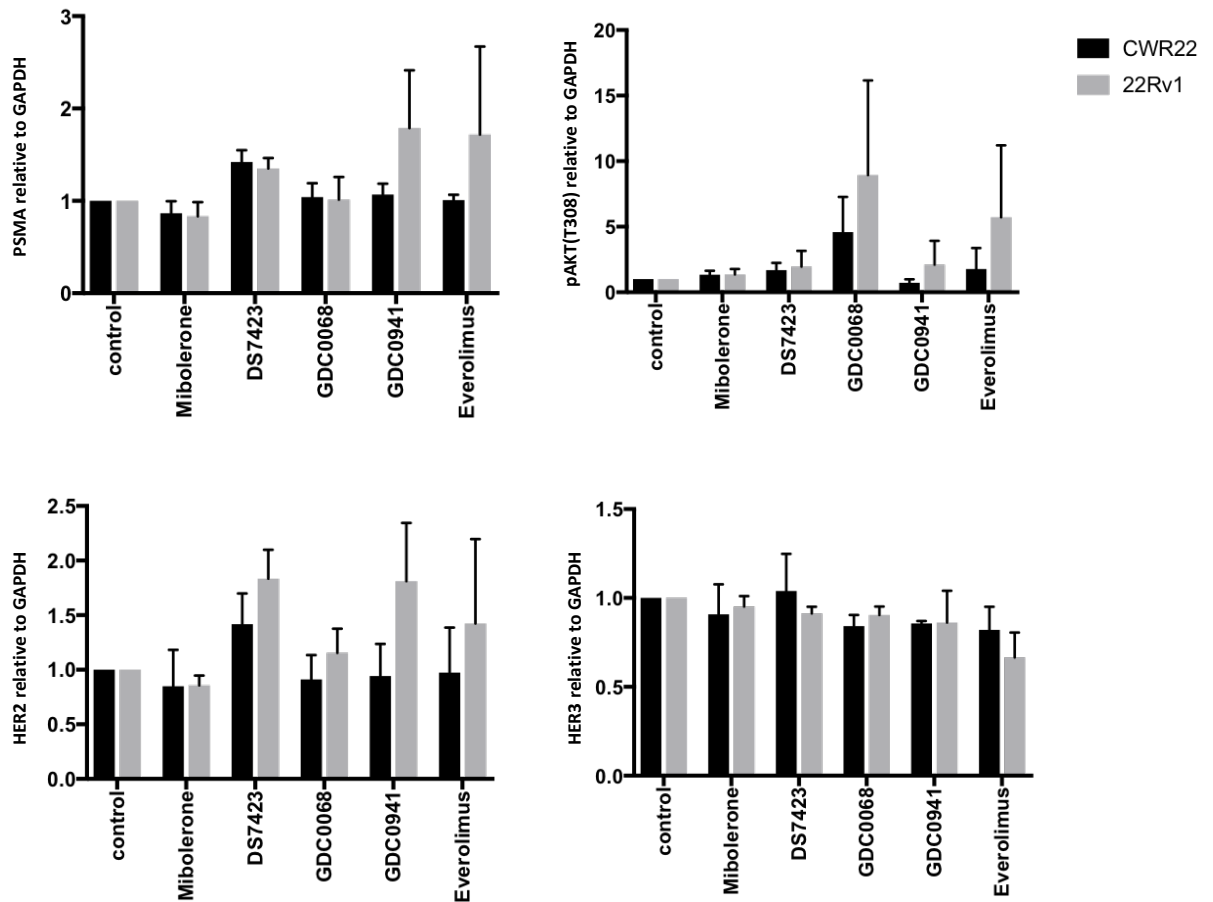 PSMA relative to GAPDH
3
2
1
0
control
Mibolerone
DS7423
GDC0068
GDC0941
Everolimus
pAKT(T308) relative to GAPDH
20
15
10
5
0
control
Mibolerone
DS7423
GDC0068
GDC0941
Everolimus
CWR22
22Rv1
HER2 relative to GAPDH
2.5
2.0
1.5
1.0
0.5
0.0
control
Mibolerone
DS7423
GDC0068
GDC0941
Everolimus
HER3 relative to GAPDH
1.5
1.0
0.5
0.0
control
Mibolerone
DS7423
GDC0068
GDC0941
Everolimus